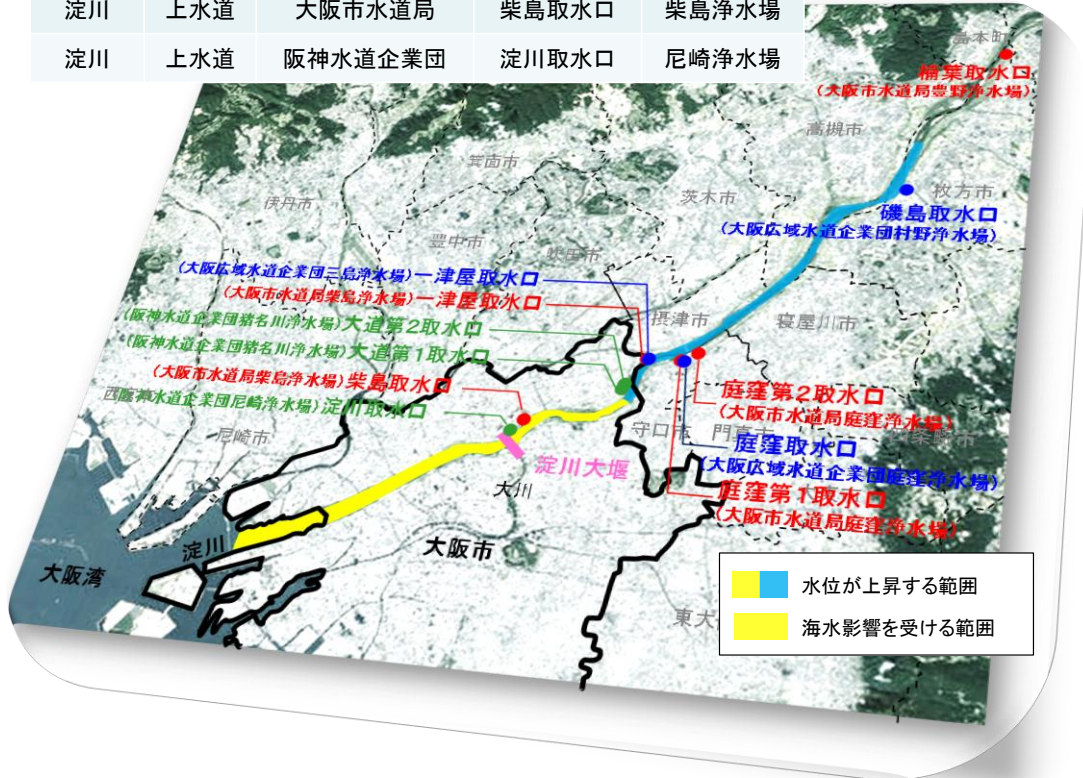 淀川 上水道 大阪市水道局 柴島取水口 柴島浄水場
淀川 上水道 阪神水道企業団 淀川取水口 尼崎浄水場
島本町
楠葉取水口
(大阪市水道局豊野浄水場)
高槻市
箕面市
茨木市
枚方市
伊丹市
磯島取水口
(大阪広域水道企業団村野浄水場)
豊中市
吹田市
(大阪広域水道企業団三島浄水場)一津屋取水口
(大阪市水道局柴島浄水場)一津屋取水口
(阪神水道企業団猪名川浄水場)大道第2取水口
摂津市
寝屋川市
(阪神水道企業団猪名川浄水場)大道第1取水口
(大阪市水道局柴島浄水場)柴島取水口
(阪神水道企業団尼崎浄水場)淀川取水口
庭窪第2取水口
(大阪市水道局庭窪浄水場)
尼崎市
守口市
門真市
庭窪取水口
(大阪広域水道企業団庭窪浄水場)
淀川大堰
大川
庭窪第1取水口
(大阪市水道局庭窪浄水場)
淀川
大阪市
大阪湾
水位が上昇する範囲
東大
海水影響を受ける範囲